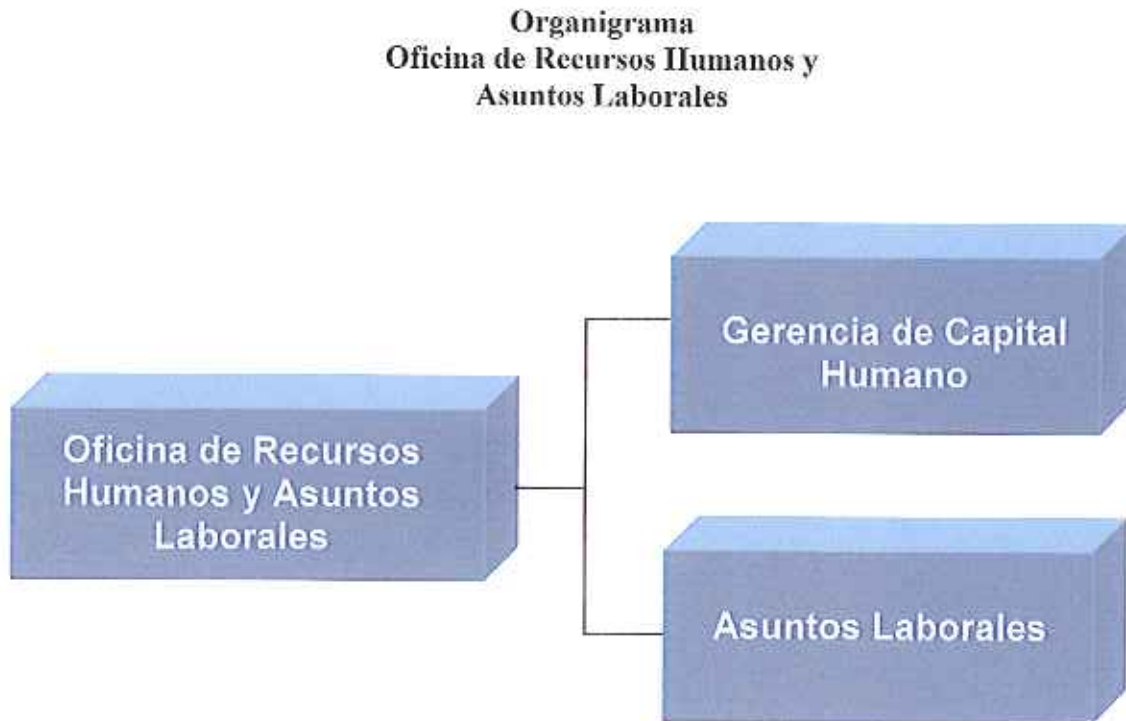 Organigrama
Oficina de Recursos Humanos y
Asuntos Laborales
Oficina de Recursos
Humanos y Asuntos
Laborales
Gerencia de Capital
Humano
Asuntos Laborales